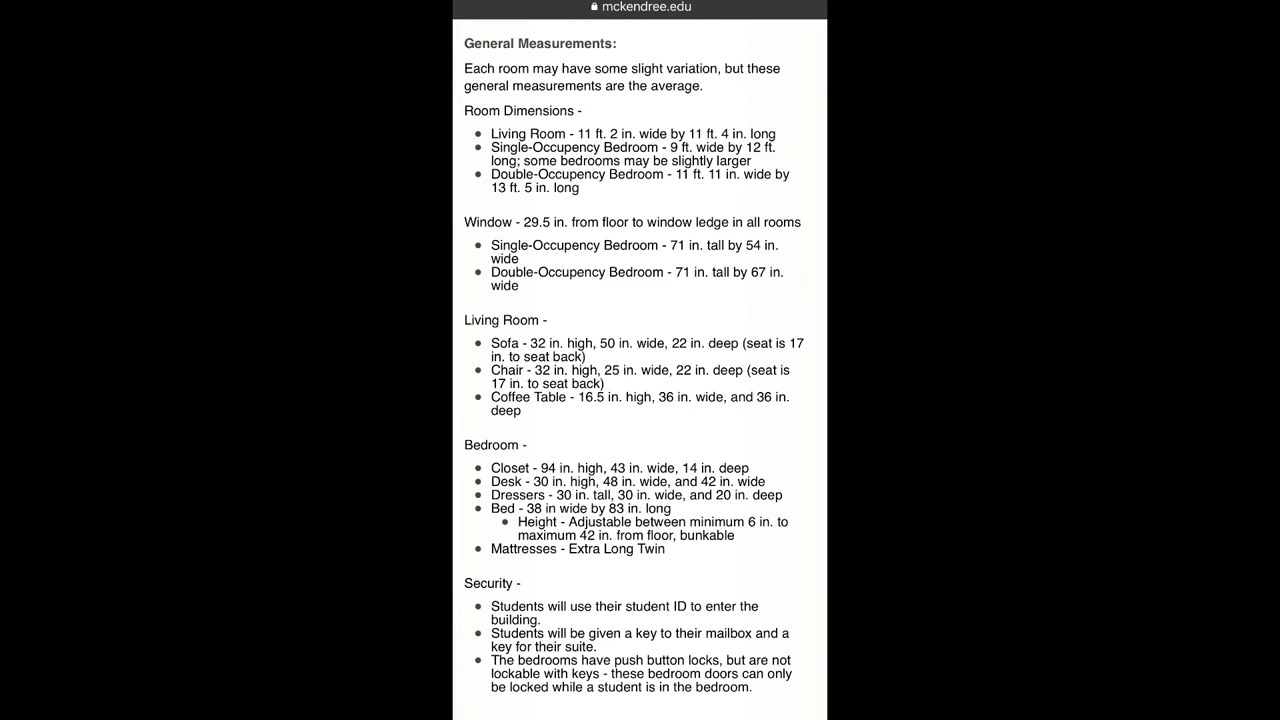 mckendree.edu
General Measurements:
Each room may have some slight variation, but these
general measurements are the average.
Room Dimensions -
• Living Room - 11 ft. 2 in. wide by 11 ft. 4 in. long
• Single-Occupancy Bedroom - 9 ft. wide by 12 ft.
long; some bedrooms may be slightly larger
• Double-Occupancy Bedroom - 11 ft. 11 in. wide by
13 ft. 5 in. long
Window - 29.5 in. from floor to window ledge in all rooms
• Single-Occupancy Bedroom - 71 in. tall by 54 in.
wide
• Double-Occupancy Bedroom - 71 in. tall by 67 in.
wide
Living Room -
• Sofa - 32 in. high, 50 in. wide, 22 in. deep (seat is 17
in. to seat back)
• Chair - 32 in. high, 25 in. wide, 22 in. deep (seat is
17 in. to seat back)
• Coffee Table - 16.5 in. high, 36 in. wide, and 36 in.
deep
Bedroom -
• Closet - 94 in. high, 43 in. wide, 14 in. deep
• Desk - 30 in. high, 48 in. wide, and 42 in. wide
• Dressers - 30 in. tall, 30 in. wide, and 20 in. deep
• Bed - 38 in wide by 83 in. long
• Height - Adjustable between minimum 6 in. to
maximum 42 in. from floor, bunkable
• Mattresses - Extra Long Twin
Security -
• Students will use their student ID to enter the
building.
• Students will be given a key to their mailbox and a
key for their suite.
• The bedrooms have push button locks, but are not
lockable with keys - these bedroom doors can only
be locked while a student is in the bedroom.